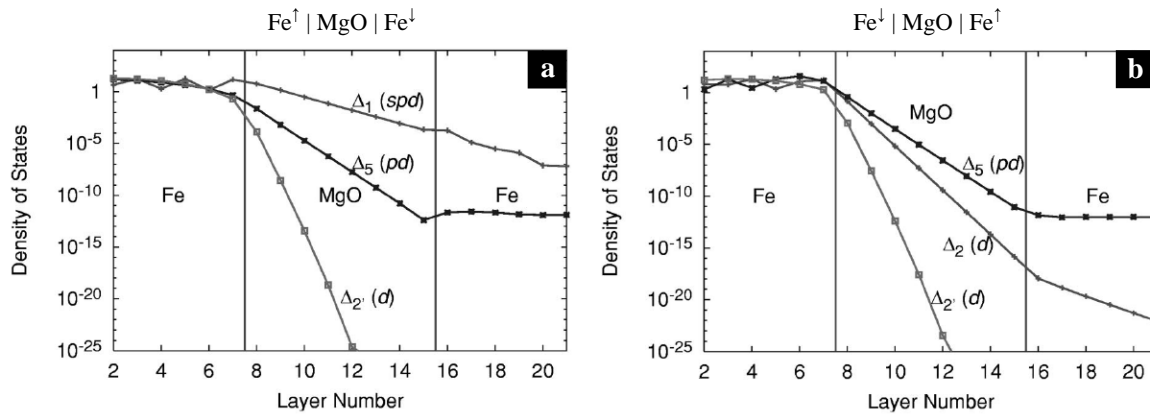 Fe↑ | MgO | Fe↓
a
Density of States
1
10-5
10-10
10-15
10-20
10-25
Δ1 (spd)
Δ5 (pd)
Fe
MgO
Fe
Δ2' (d)
2 4 6 8 10 12 14 16 18 20
Layer Number
Fe↓ | MgO | Fe↑
b
Density of States
1
10-5
10-10
10-15
10-20
10-25
MgO
Δ5 (pd)
Fe
Fe
Δ2 (d)
Δ2' (d)
2 4 6 8 10 12 14 16 18 20
Layer Number